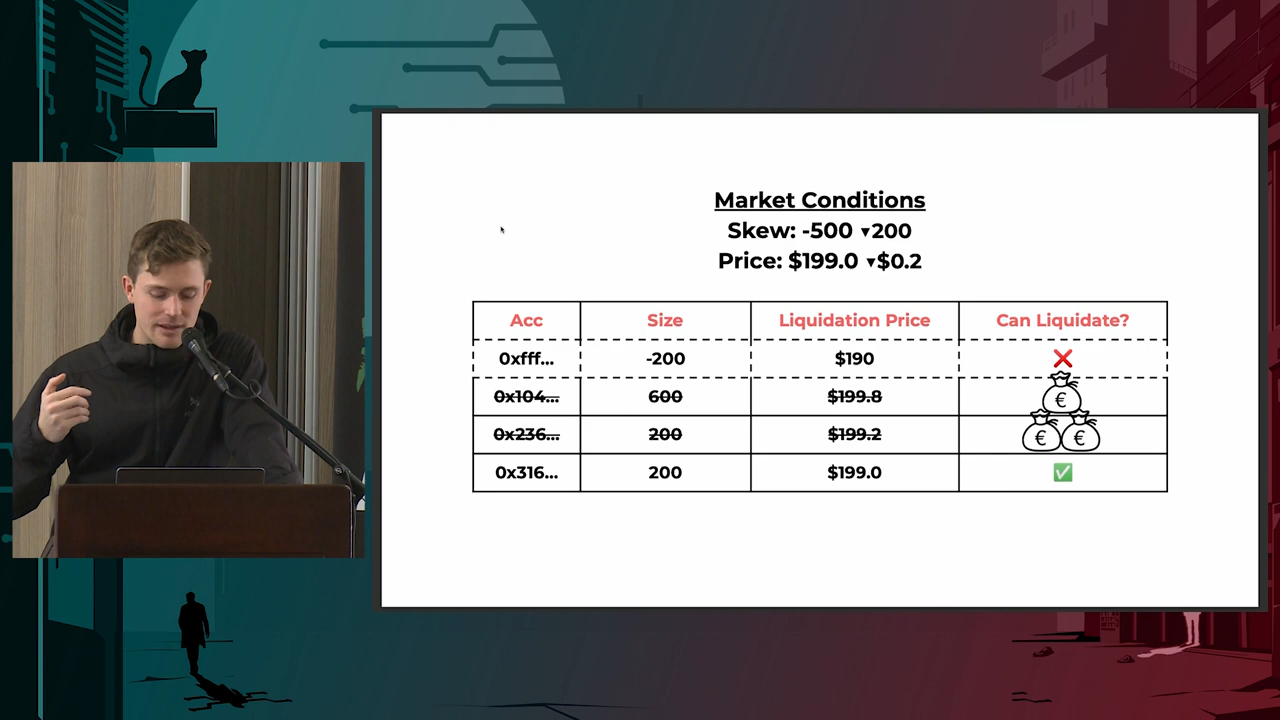 Market Conditions
Skew: -500 ▾200
Price: $199.0 ▾$0.2
Acc Size Liquidation Price Can Liquidate?
0xfff... -200 $190 ❌
0x104... 600 $199.8 €
0x236... 200 $199.2 € €
0x316... 200 $199.0 ✅